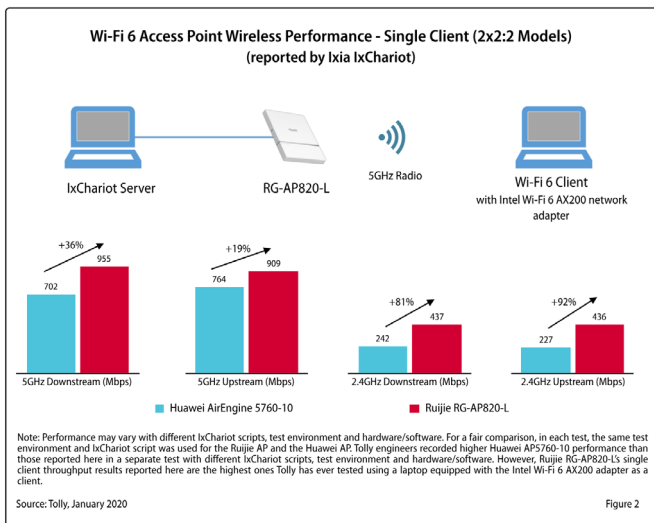 Wi-Fi 6 Access Point Wireless Performance - Single Client (2x2:2 Models)
(reported by Ixia IxChariot)
IxChariot Server
RG-AP820-L
5GHz Radio
Wi-Fi 6 Client
with Intel Wi-Fi 6 AX200 network
adapter
+36%
702
955
5GHz Downstream (Mbps)
+19%
764
909
5GHz Upstream (Mbps)
+81%
242
437
2.4GHz Downstream (Mbps)
+92%
227
436
2.4GHz Upstream (Mbps)
Huawei AirEngine 5760-10
Ruijie RG-AP820-L
Note: Performance may vary with different IxChariot scripts, test environment and hardware/software. For a fair comparison, in each test, the same test
environment and IxChariot script was used for the Ruijie AP and the Huawei AP. Tolly engineers recorded higher Huawei AP5760-10 performance than
those reported here in a separate test with different IxChariot scripts, test environment and hardware/software. However, Ruijie RG-AP820-L's single
client throughput results reported here are the highest ones Tolly has ever tested using a laptop equipped with the Intel Wi-Fi 6 AX200 adapter as a
client.
Source: Tolly, January 2020
Figure 2